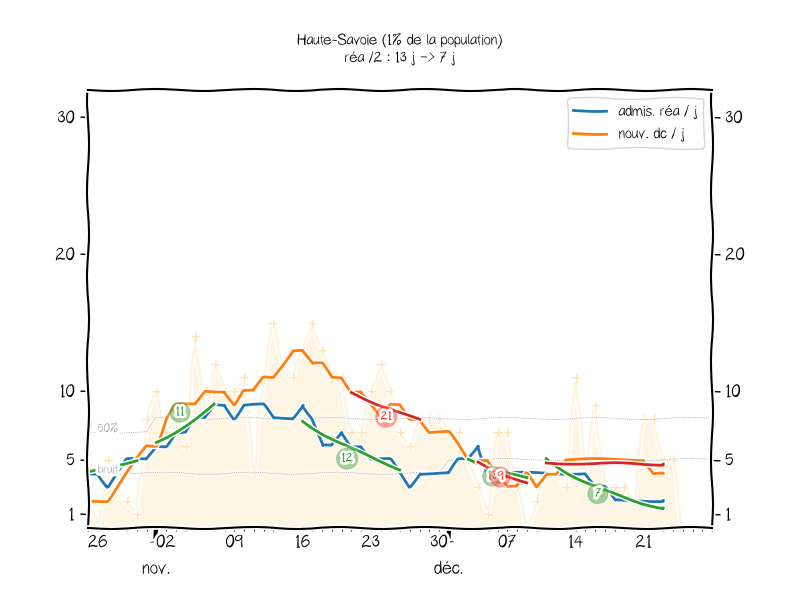 Haute-Savoie (1% de la population)
réa /2 : 13 j -> 7 j
admis. réa / j
nouv. dc / j
30
30
20
20
10
10
11
21
50%
12
5
5
bruit
9
7
1
1
26 02 09 16 23 30 07 14 21
nov. déc.